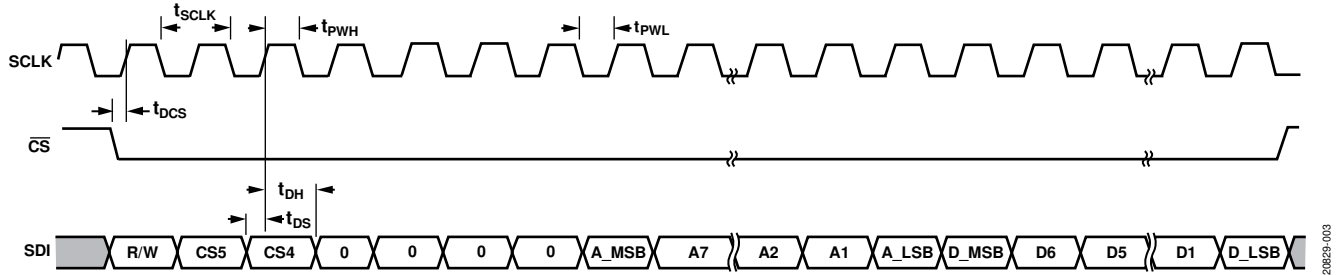 tSCLK
tPWH
tPWL
SCLK
tDCS
CS
tDH
tDS
SDI R/W CS5 CS4 0 0 0 0 A_MSB A7 A2 A1 A_LSB D_MSB D6 D5 D1 D_LSB
08829-003